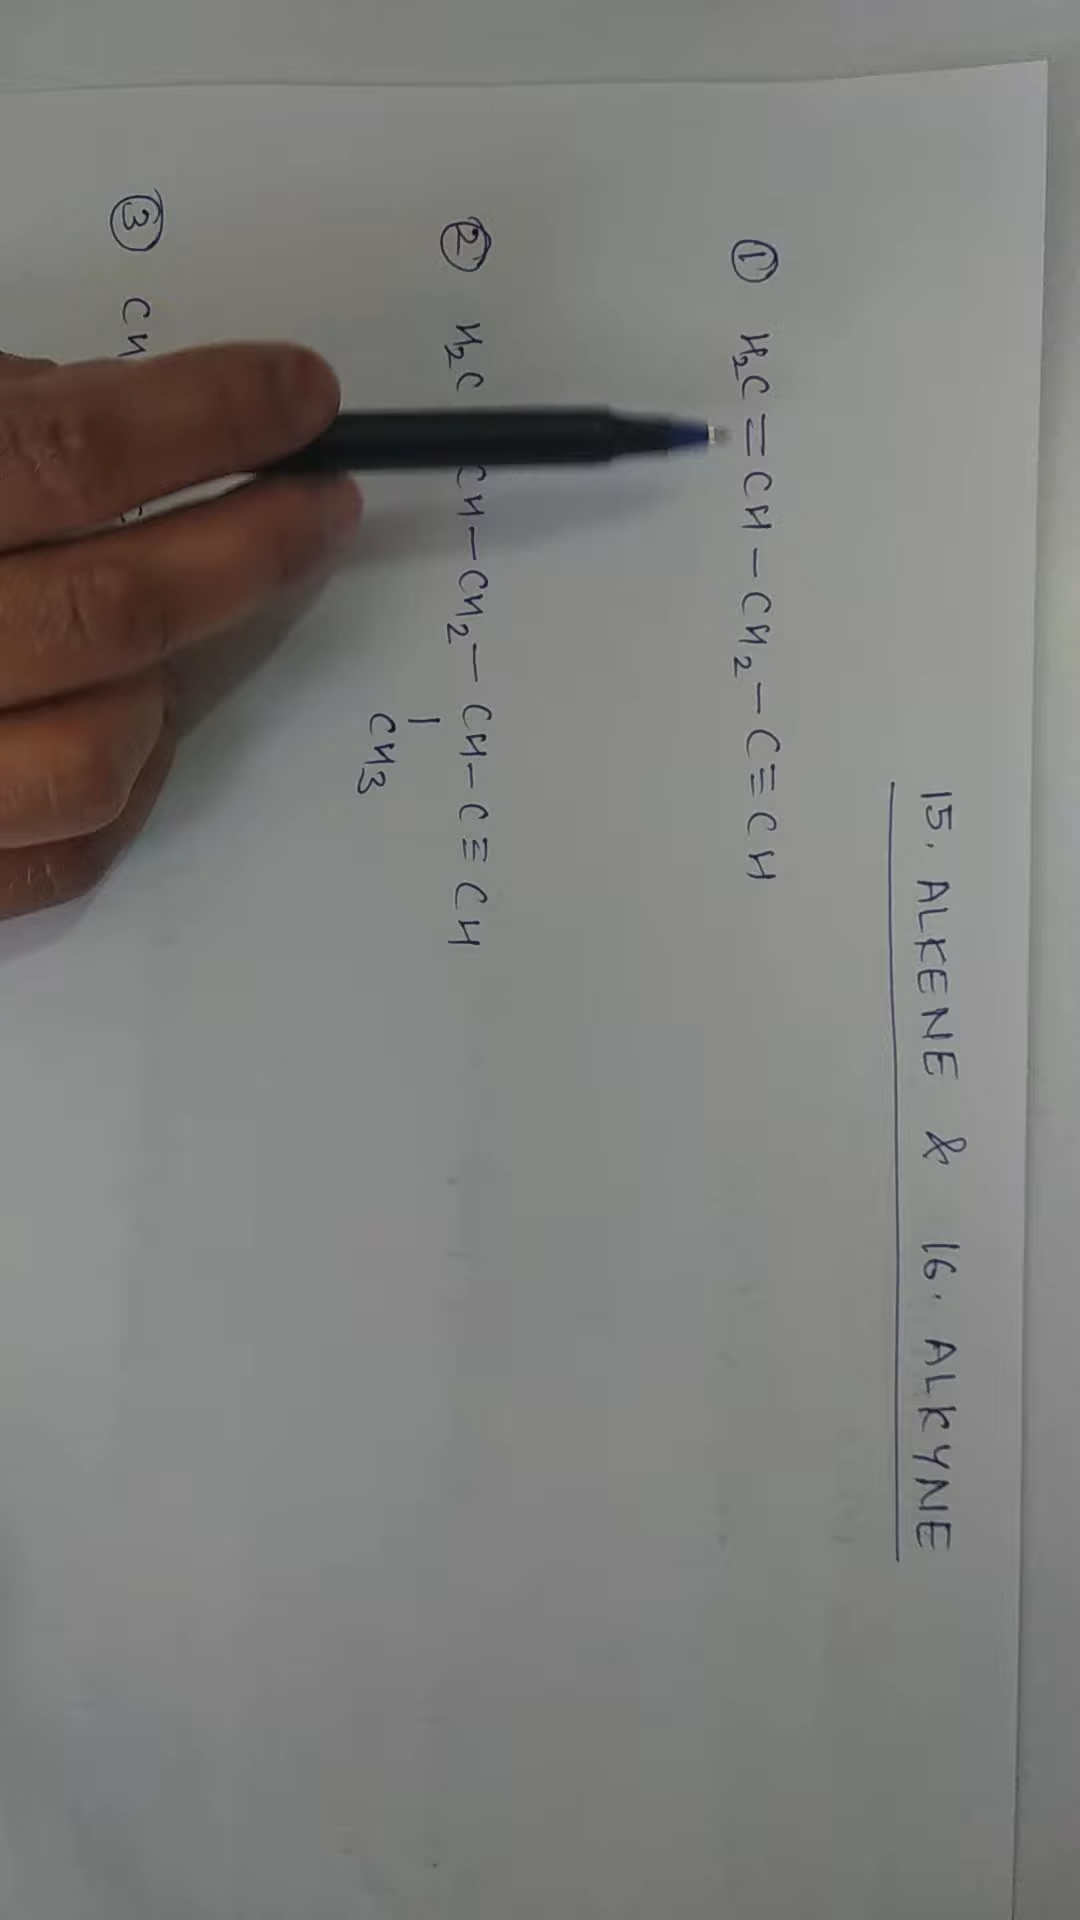 15. ALKENE & 16. ALKYNE
① H₂C=CH-CH₂-C≡CH
② H₂C CH-CH₂-CH-C≡CH
|
CH3
③ CH